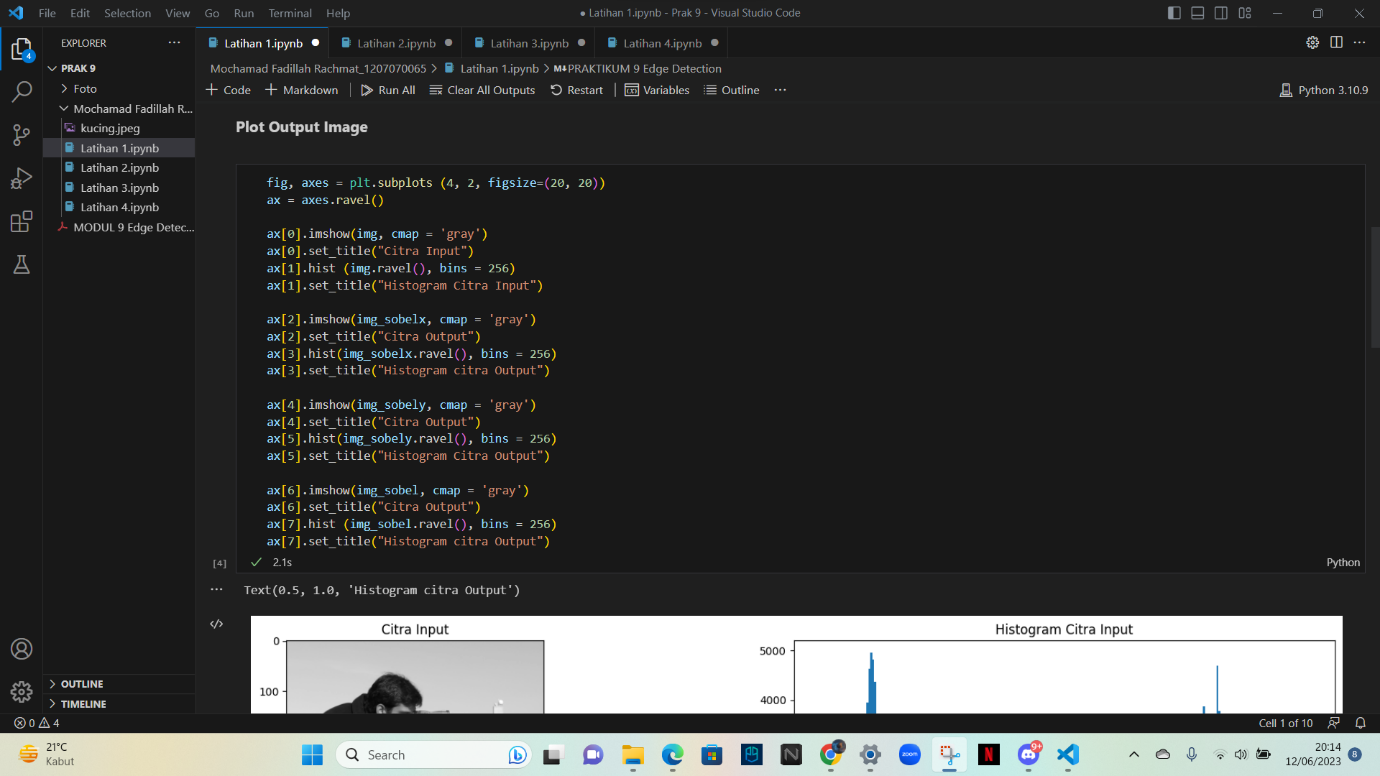 File Edit Selection View Go Run Terminal Help
● Latihan 1.ipynb - Prak 9 - Visual Studio Code
EXPLORER
Latihan 1.ipynb
Latihan 2.ipynb
Latihan 3.ipynb
Latihan 4.ipynb
4
PRAK 9
Foto
Mochamad Fadillah R...
kucing.jpeg
Latihan 1.ipynb
Latihan 2.ipynb
Latihan 3.ipynb
Latihan 4.ipynb
MODUL 9 Edge Detec...
OUTLINE
TIMELINE
Mochamad Fadillah Rachmat_1207070065 > Latihan 1.ipynb > M↓PRAKTIKUM 9 Edge Detection
+ Code + Markdown Run All Clear All Outputs Restart Variables Outline ...
Python 3.10.9
Plot Output Image
fig, axes = plt.subplots (4, 2, figsize=(20, 20))
ax = axes.ravel()
ax[0].imshow(img, cmap = 'gray')
ax[0].set_title("Citra Input")
ax[1].hist (img.ravel(), bins = 256)
ax[1].set_title("Histogram Citra Input")
ax[2].imshow(img_sobelx, cmap = 'gray')
ax[2].set_title("Citra Output")
ax[3].hist(img_sobelx.ravel(), bins = 256)
ax[3].set_title("Histogram citra Output")
ax[4].imshow(img_sobely, cmap = 'gray')
ax[4].set_title("Citra Output")
ax[5].hist(img_sobely.ravel(), bins = 256)
ax[5].set_title("Histogram Citra Output")
ax[6].imshow(img_sobel, cmap = 'gray')
ax[6].set_title("Citra Output")
ax[7].hist (img_sobel.ravel(), bins = 256)
ax[7].set_title("Histogram citra Output")
[4] ✓ 2.1s
Python
... Text(0.5, 1.0, 'Histogram citra Output')
Citra Input
0
100
Histogram Citra Input
5000
4000
0 4
Cell 1 of 10
21°C
Kabut
Search
zoom
N
9+
20:14
12/06/2023
8